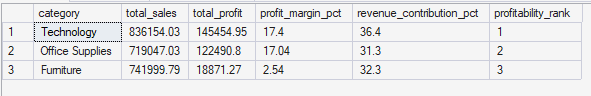 category total_sales total_profit profit_margin_pct revenue_contribution_pct profitability_rank
1 Technology 836154.03 145454.95 17.4 36.4 1
2 Office Supplies 719047.03 122490.8 17.04 31.3 2
3 Furniture 741999.79 18871.27 2.54 32.3 3